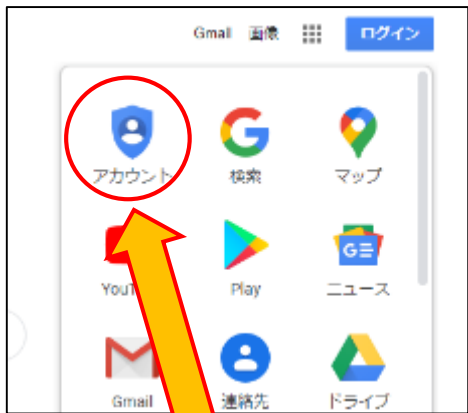 Gmail 画像 ログイン
アカウント 検索 マップ
YouT Play ニュース
Gmail 連絡先 ドライブ